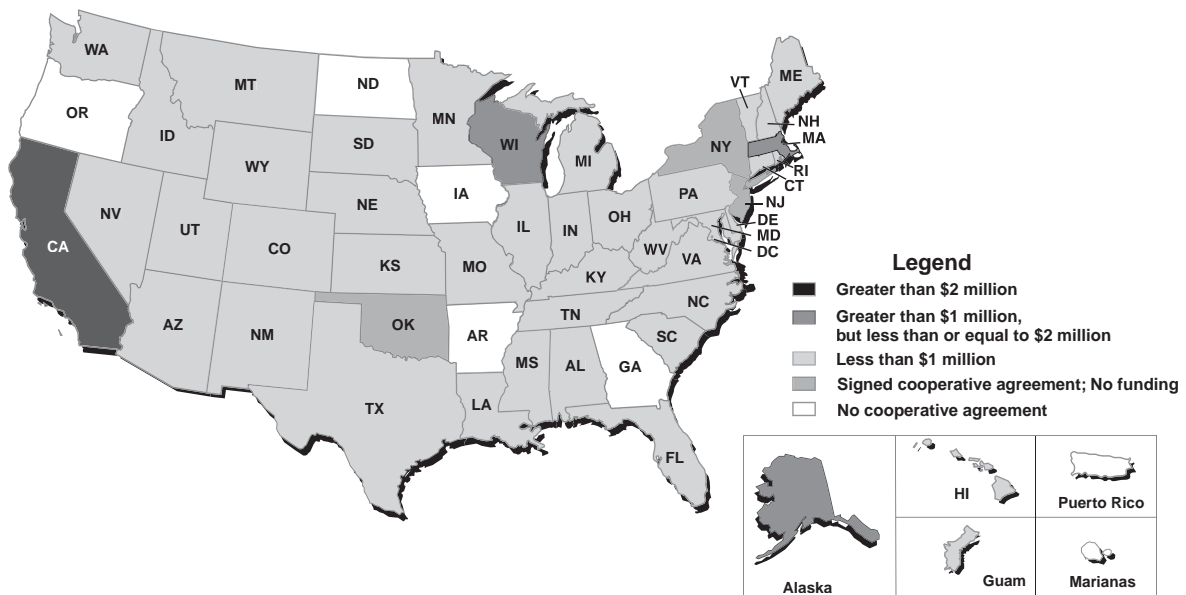 WA
MT
ND
MN
VT
ME
OR
ID
SD
WI
NY
NH
MA
WY
MI
RI
CT
IA
PA
NV
NE
NJ
UT
IL
IN
OH
DE
MD
CA
CO
WV
VA
DC
KS
MO
KY
Legend
Greater than $2 million
AZ
NM
OK
AR
TN
NC
Greater than $1 million,
but less than or equal to $2 million
SC
MS
AL
GA
Less than $1 million
Signed cooperative agreement; No funding
TX
LA
No cooperative agreement
FL
HI
Puerto Rico
Alaska
Guam
Marianas